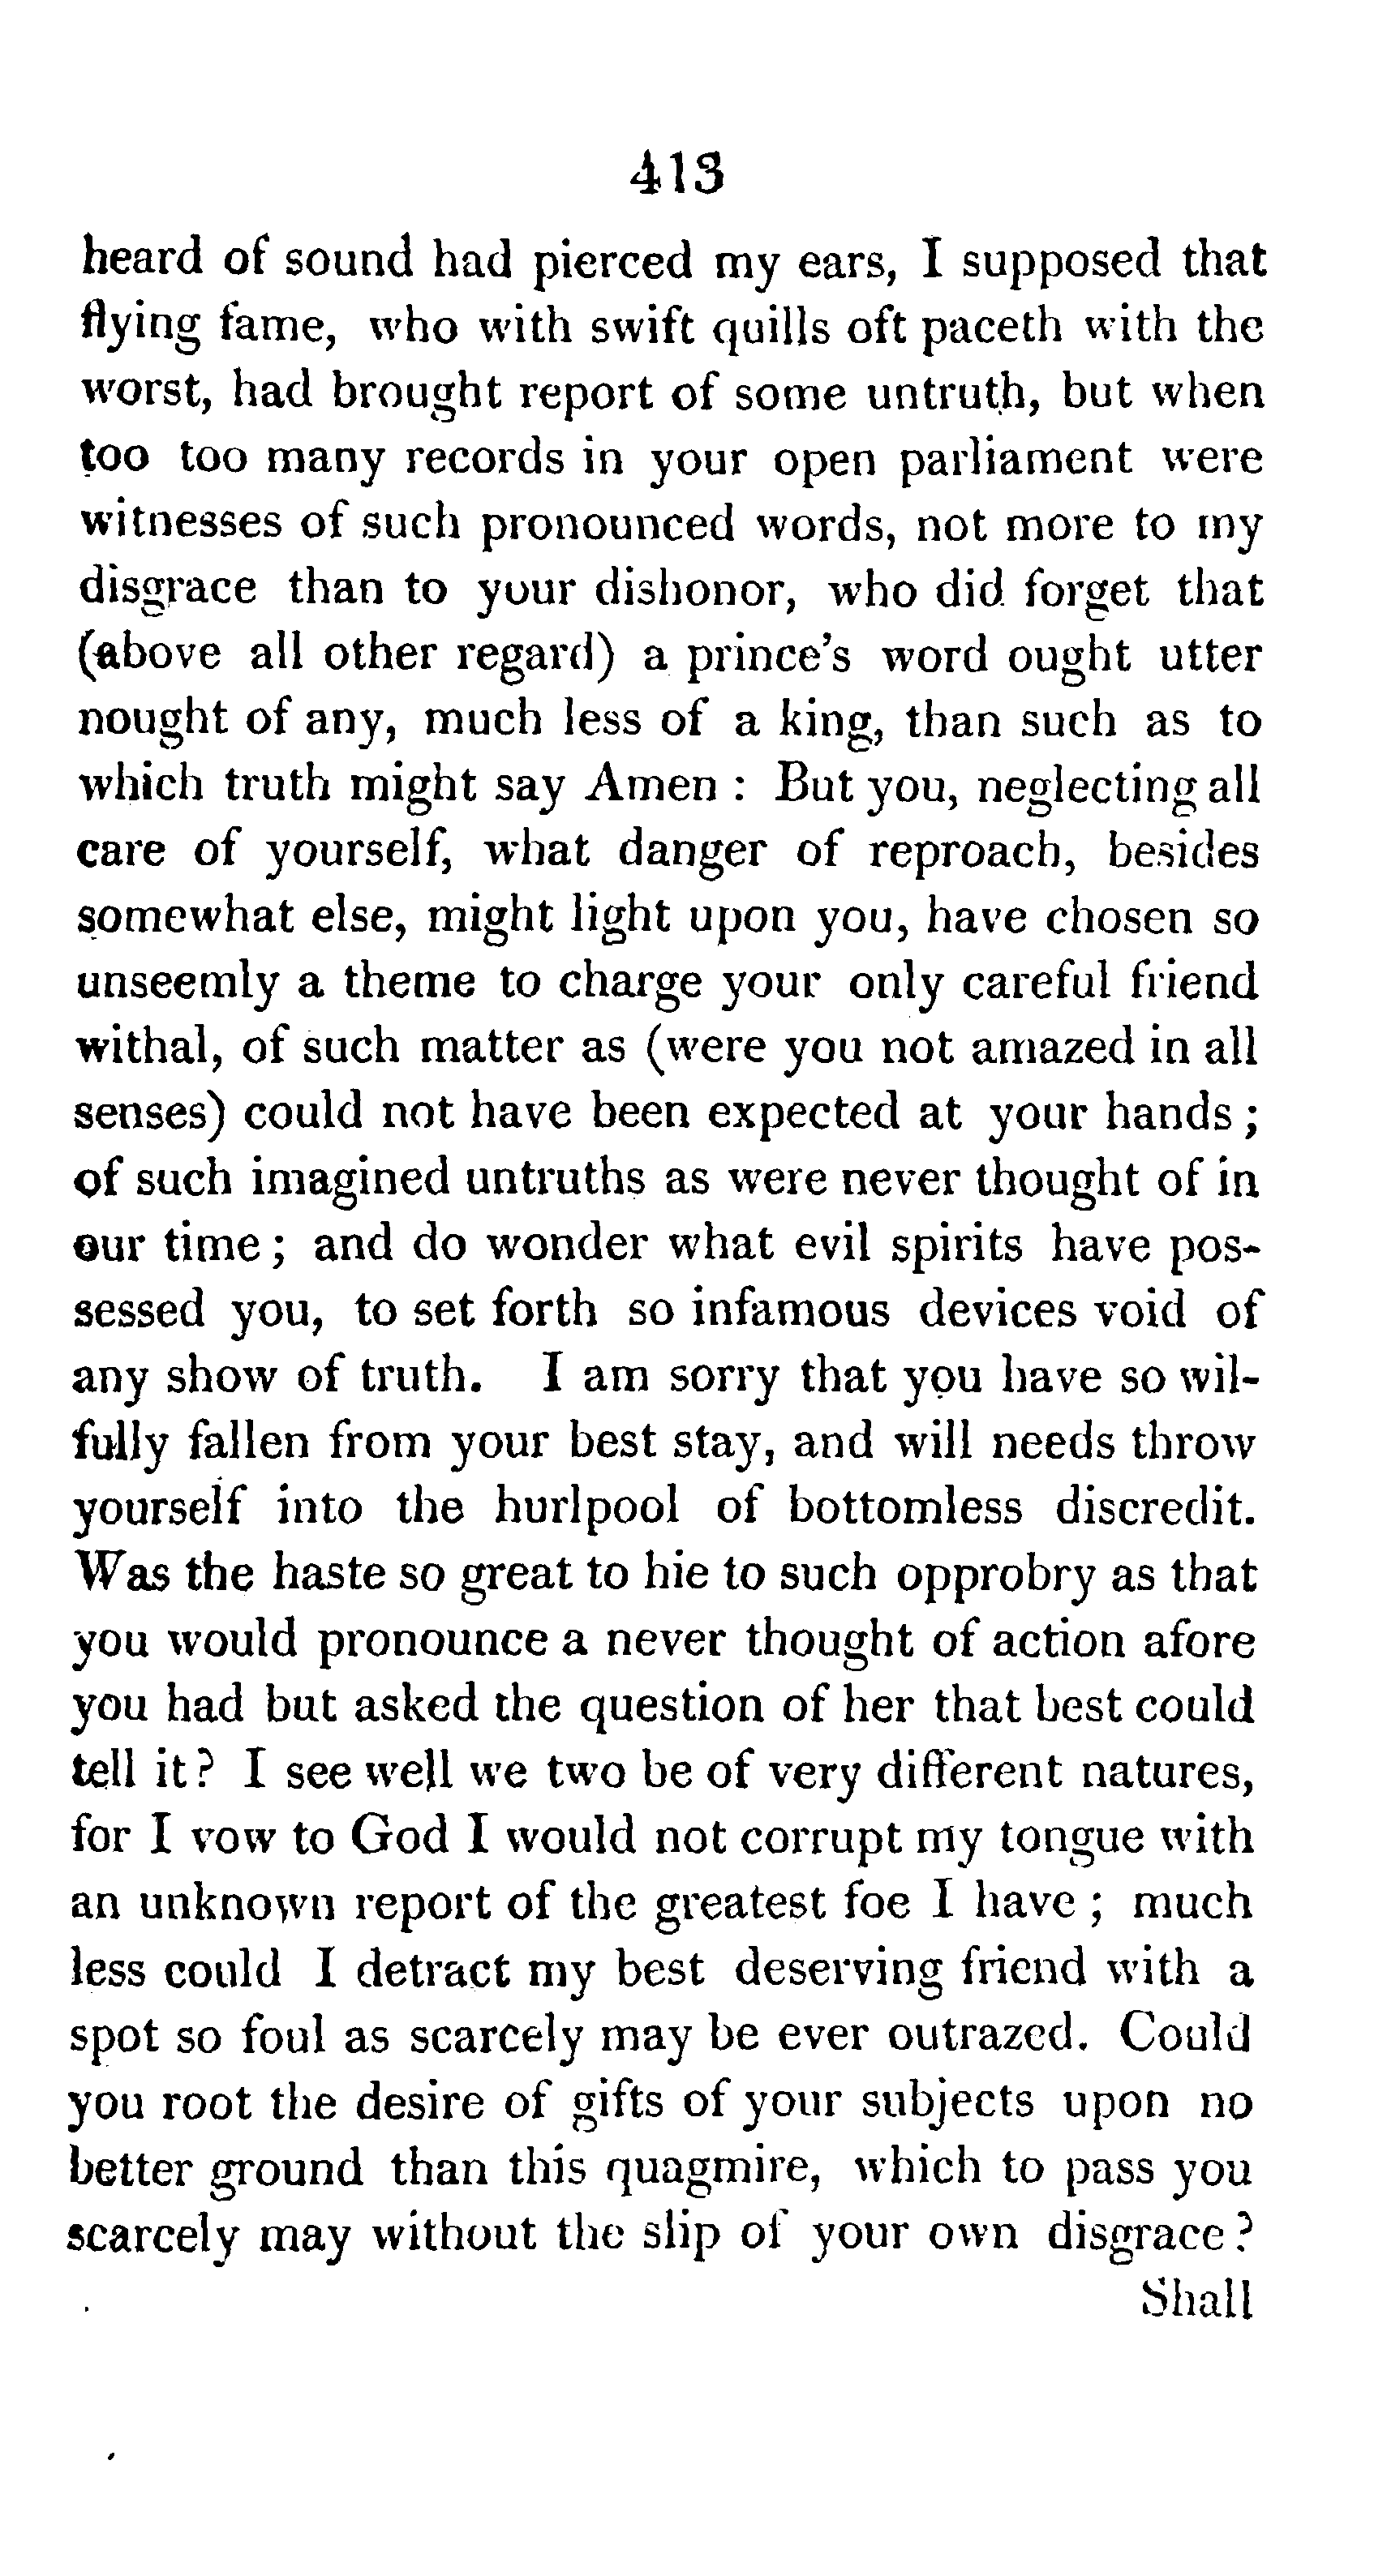 413
heard of sound had pierced my ears, I supposed that
flying fame, who with swift quills oft paceth with the
worst, had brought report of some untruth, but when
too too many records in your open parliament were
witnesses of such pronounced words, not more to my
disgrace than to your dishonor, who did forget that
(above all other regard) a prince's word ought utter
nought of any, much less of a king, than such as to
which truth might say Amen : But you, neglecting all
care of yourself, what danger of reproach, besides
somewhat else, might light upon you, have chosen so
unseemly a theme to charge your only careful friend
withal, of such matter as (were you not amazed in all
senses) could not have been expected at your hands ;
of such imagined untruths as were never thought of in
our time ; and do wonder what evil spirits have pos-
sessed you, to set forth so infamous devices void of
any show of truth. I am sorry that you have so wil-
fully fallen from your best stay, and will needs throw
yourself into the hurlpool of bottomless discredit.
Was the haste so great to hie to such opprobry as that
you would pronounce a never thought of action afore
you had but asked the question of her that best could
tell it? I see well we two be of very different natures,
for I vow to God I would not corrupt my tongue with
an unknown report of the greatest foe I have ; much
less could I detract my best deserving friend with a
spot so foul as scarcely may be ever outrazed. Could
you root the desire of gifts of your subjects upon no
better ground than this quagmire, which to pass you
scarcely may without the slip of your own disgrace ?
Shall